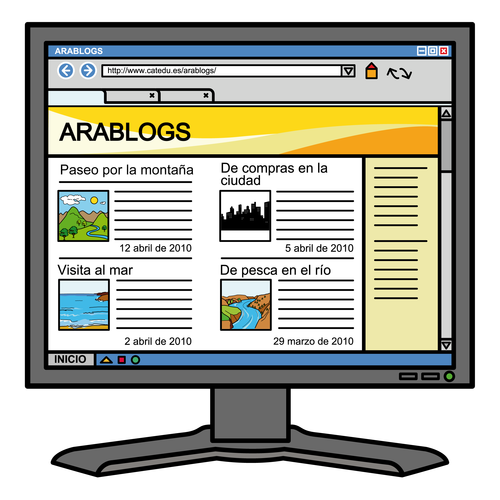 ARABLOGS
http://www.catedu.es/arablogs/
ARABLOGS
Paseo por la montaña
12 abril de 2010
De compras en la
ciudad
5 abril de 2010
Visita al mar
2 abril de 2010
De pesca en el río
29 marzo de 2010
INICIO